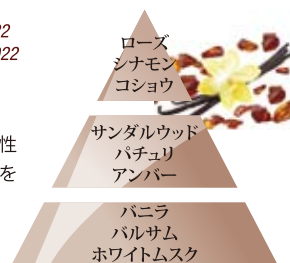 22
022
ローズ
シナモン
コショウ
性
を
サンダルウッド
パチュリ
アンバー
バニラ
バルサム
ホワイトムスク